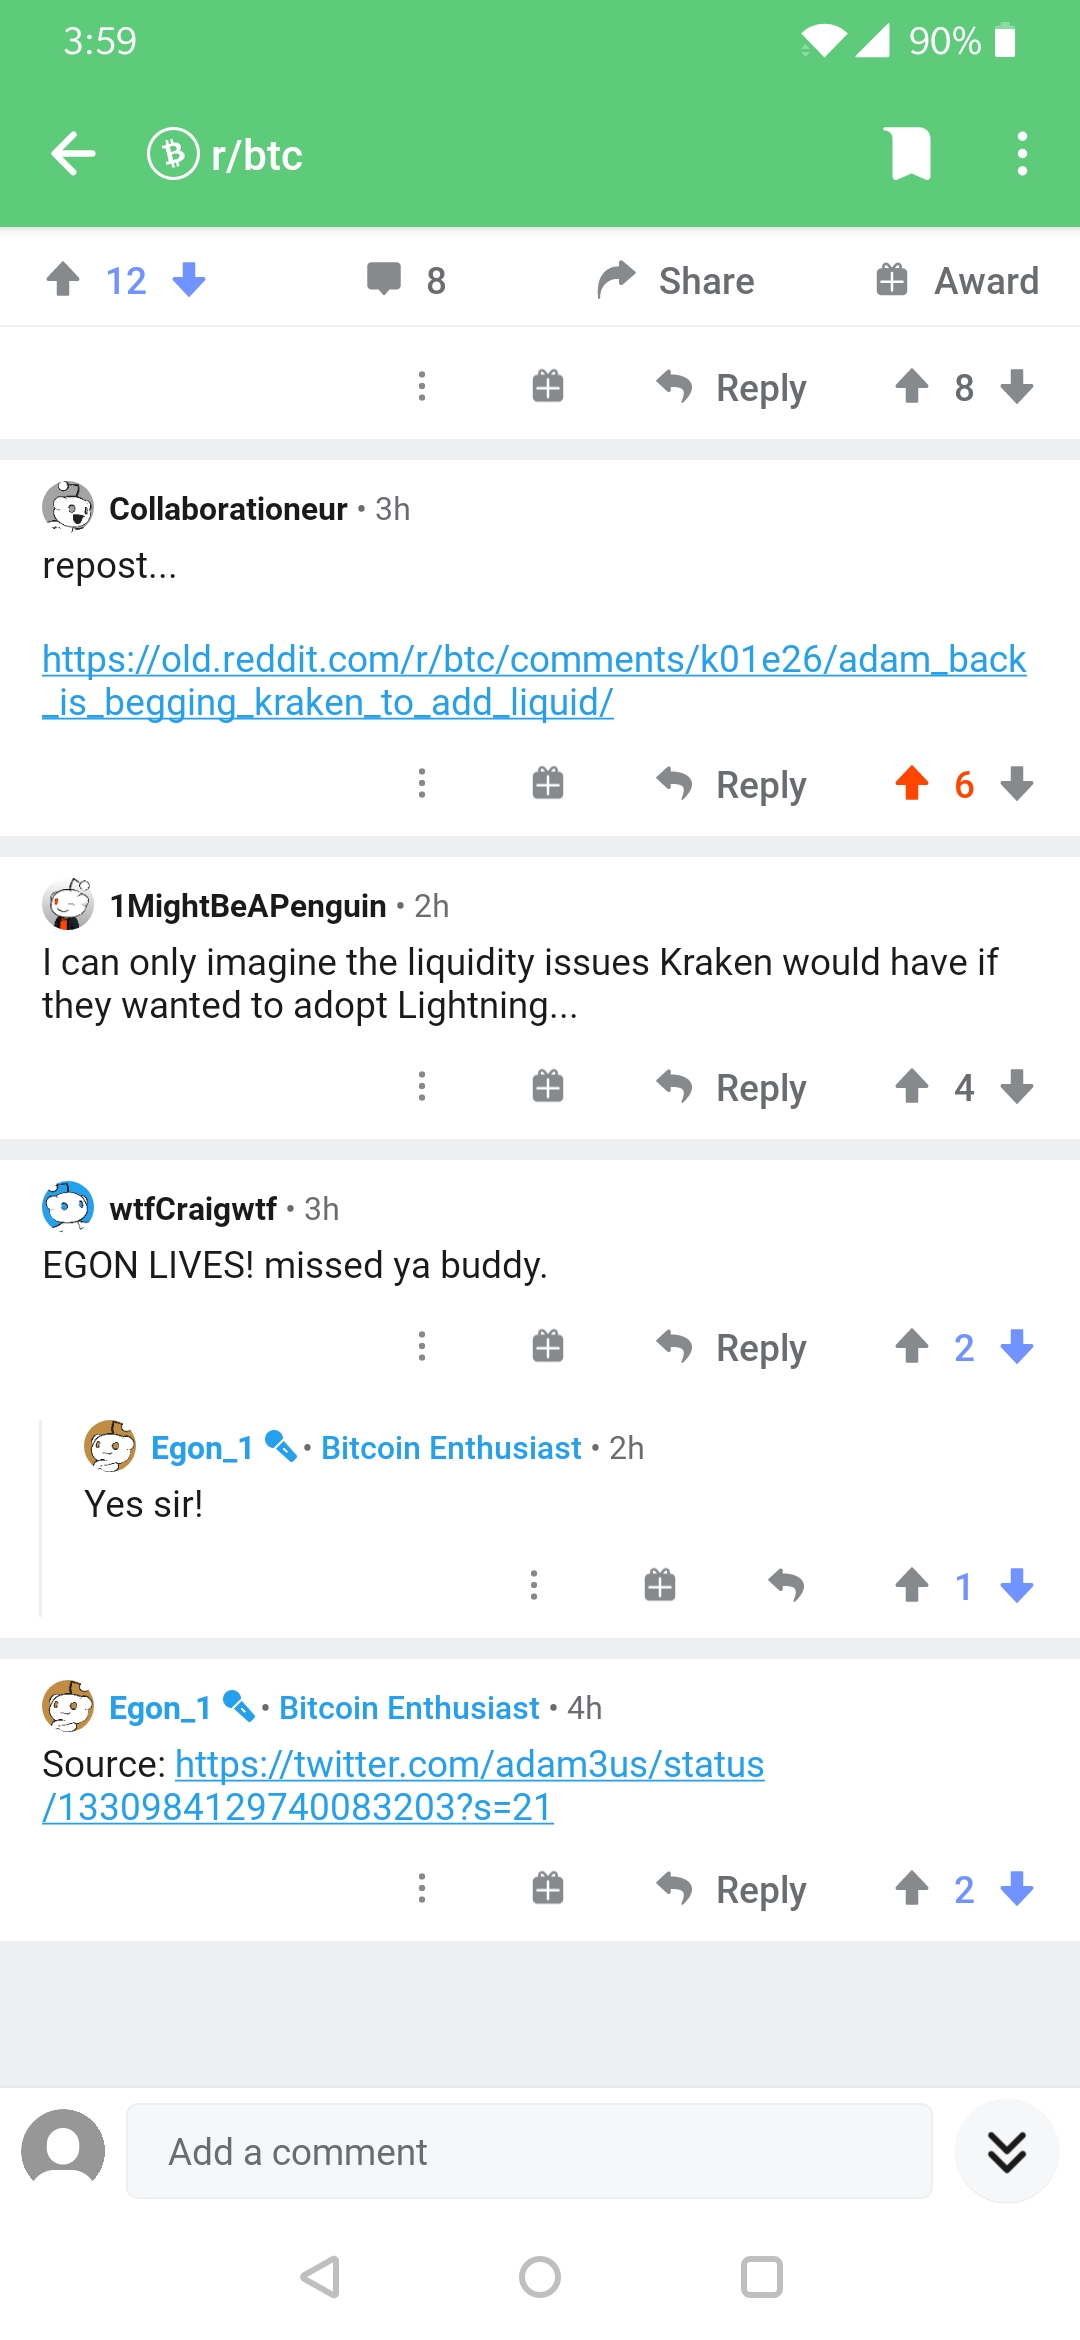 3:59
90%
r/btc
12
8
Share
Award
Reply
8
Collaborationeur • 3h
repost...
https://old.reddit.com/r/btc/comments/k01e26/adam_back
_is_begging_kraken_to_add_liquid/
Reply
6
1MightBeAPenguin • 2h
I can only imagine the liquidity issues Kraken would have if
they wanted to adopt Lightning...
Reply
4
wtfCraigwtf • 3h
EGON LIVES! missed ya buddy.
Reply
2
Egon_1 • Bitcoin Enthusiast • 2h
Yes sir!
1
Egon_1 • Bitcoin Enthusiast • 4h
Source: https://twitter.com/adam3us/status
/1330984129740083203?s=21
Reply
2
Add a comment